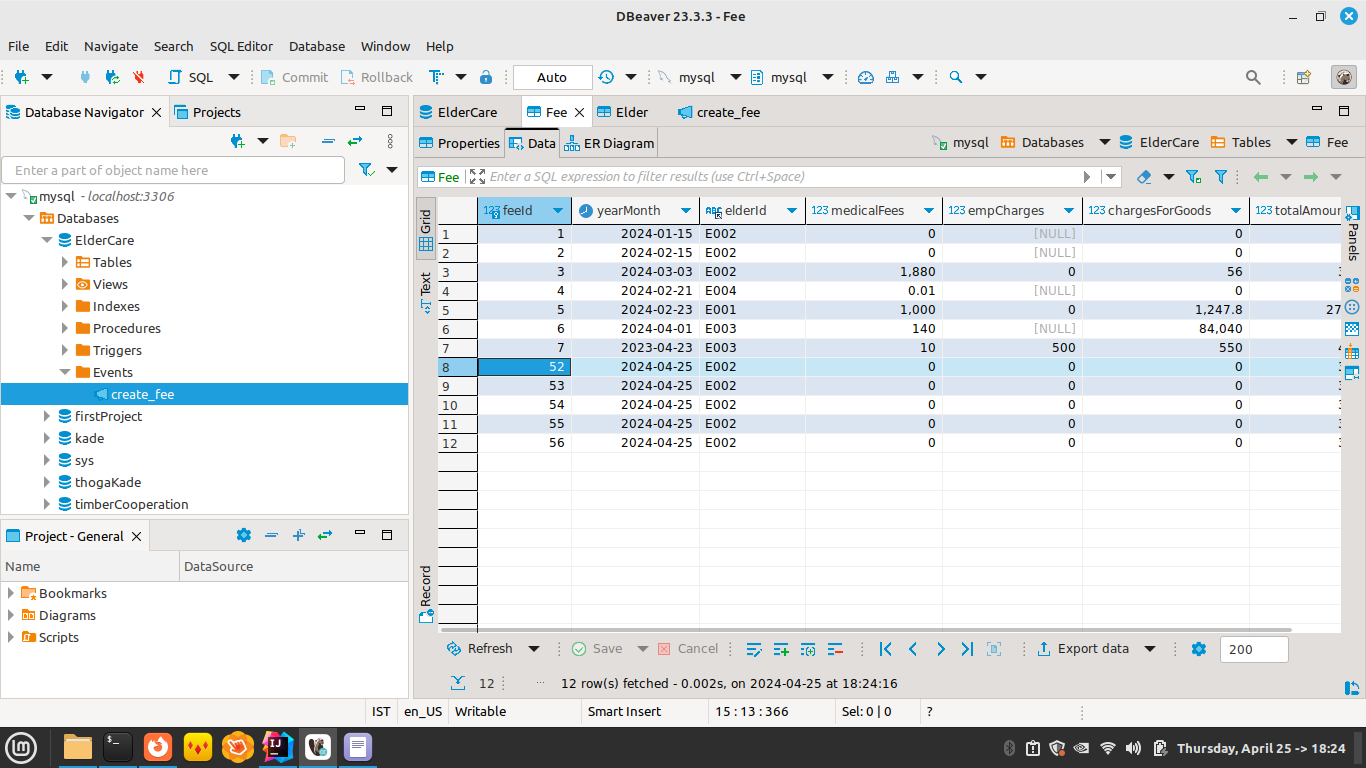 DBeaver 23.3.3 - Fee
File Edit Navigate Search SQL Editor Database Window Help
SQL Commit Rollback Auto mysql mysql
Database Navigator Projects
Enter a part of object name here
mysql - localhost:3306
Databases
ElderCare
Tables
Views
Indexes
Procedures
Triggers
Events
create_fee
firstProject
kade
sys
thogaKade
timberCooperation
Project - General
Name DataSource
Bookmarks
Diagrams
Scripts
ElderCare Fee Elder create_fee
Properties Data ER Diagram mysql Databases ElderCare Tables Fee
Fee Enter a SQL expression to filter results (use Ctrl+Space)
Grid
Text
Record
Panels
123 feeId yearMonth ABC elderId 123 medicalFees 123 empCharges 123 chargesForGoods 123 totalAmoun
1 1 2024-01-15 E002 0 [NULL] 0
2 2 2024-02-15 E002 0 [NULL] 0
3 3 2024-03-03 E002 1,880 0 56
4 4 2024-02-21 E004 0.01 [NULL] 0
5 5 2024-02-23 E001 1,000 0 1,247.8 27
6 6 2024-04-01 E003 140 [NULL] 84,040
7 7 2023-04-23 E003 10 500 550
8 52 2024-04-25 E002 0 0 0
9 53 2024-04-25 E002 0 0 0
10 54 2024-04-25 E002 0 0 0
11 55 2024-04-25 E002 0 0 0
12 56 2024-04-25 E002 0 0 0
Refresh Save Cancel Export data 200
12 12 row(s) fetched - 0.002s, on 2024-04-25 at 18:24:16
IST en_US Writable Smart Insert 15 : 13 : 366 Sel: 0 | 0 ?
Thursday, April 25 -> 18:24